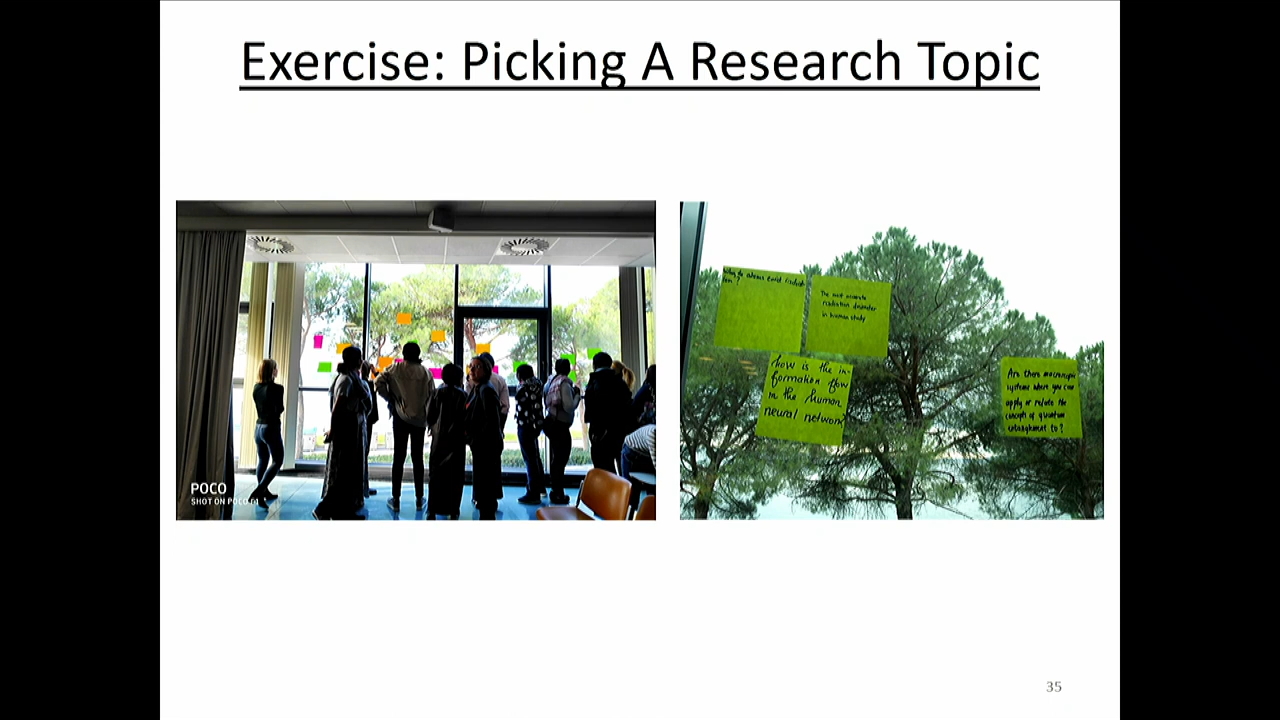 Exercise: Picking A Research Topic
The most accurate
radiation detector
in human study
how is the in-
formation flow
in the human
neural network?
Are there macroscopic
systems where you can
apply or relate the
concept of quantum
entanglement to?
POCO
SHOT ON POCO F1
35